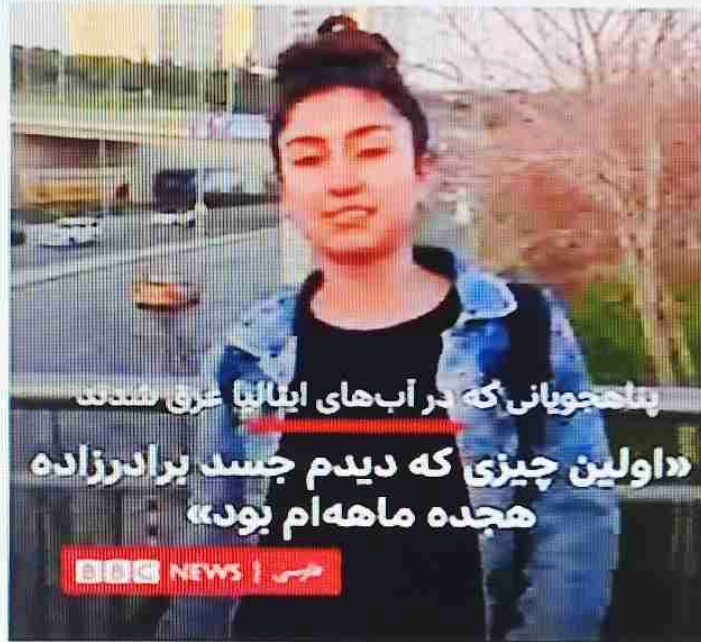 پناهجویانی که در آب‌های ایتالیا غرق شدند
«اولین چیزی که دیدم جسد برادرزاده
هجده ماهه‌ام بود»
BBC NEWS | فارسی